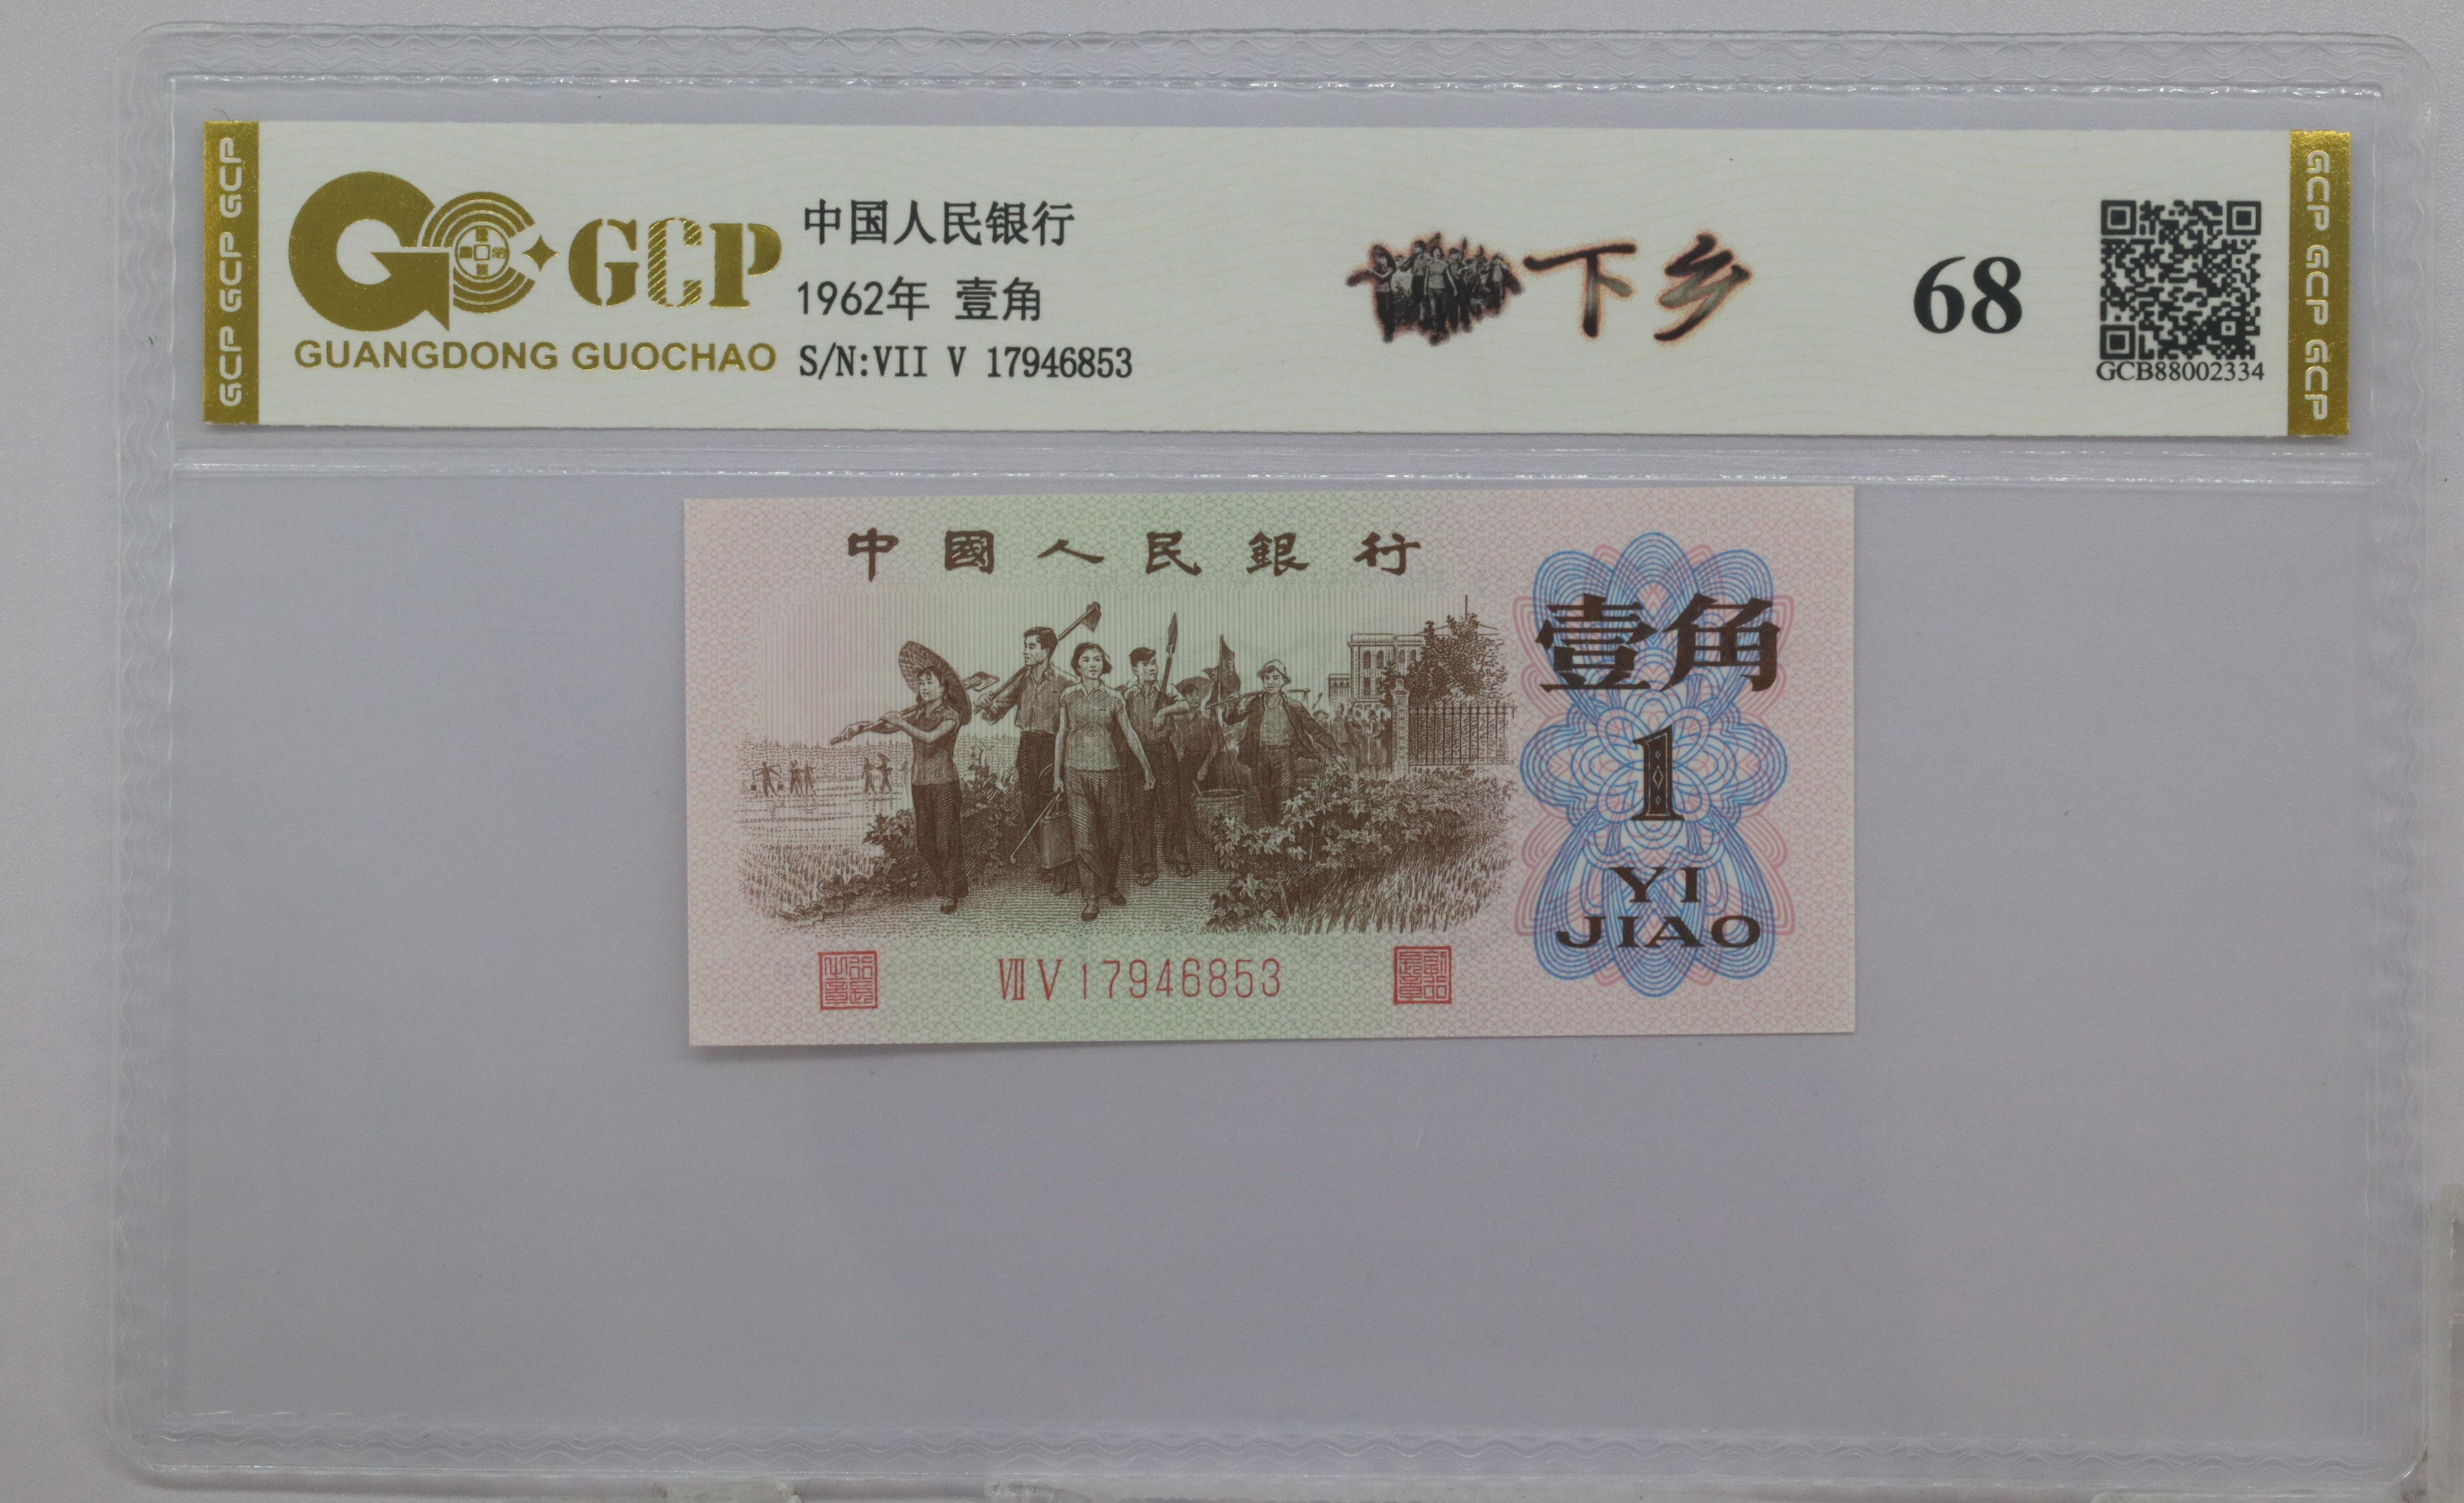 GCP GCP GCP
GCP
GUANGDONG GUOCHAO
中国人民银行
1962年 壹角
S/N:VII V 17946853
下乡
68
GCB88002334
GCP GCP GCP
中國人民銀行
壹角
1
YI
JIAO
VII V 17946853